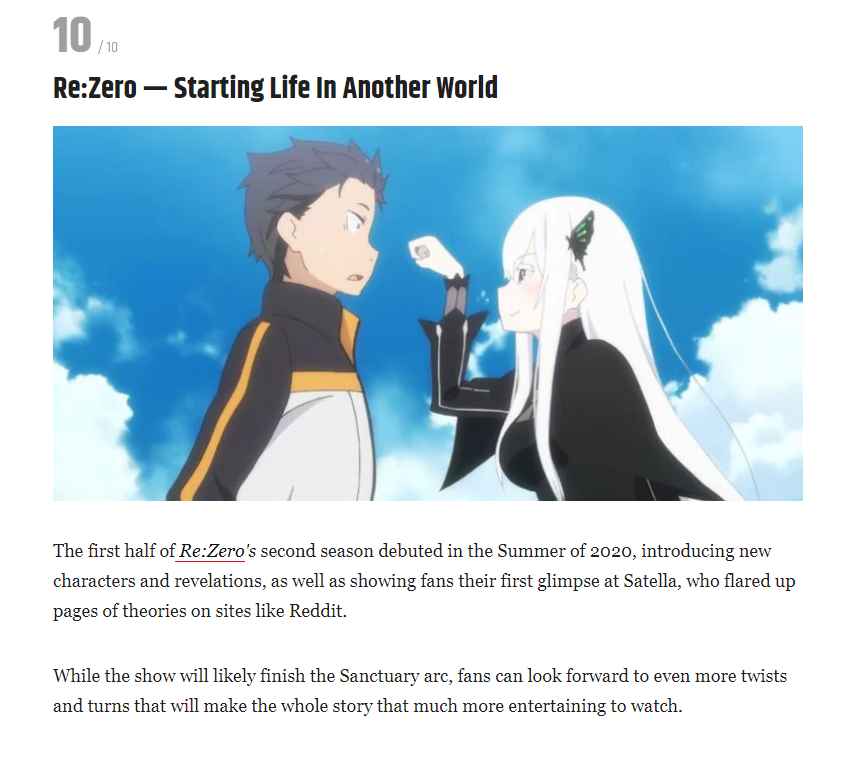 10 / 10
Re:Zero — Starting Life In Another World
The first half of Re:Zero's second season debuted in the Summer of 2020, introducing new
characters and revelations, as well as showing fans their first glimpse at Satella, who flared up
pages of theories on sites like Reddit.
While the show will likely finish the Sanctuary arc, fans can look forward to even more twists
and turns that will make the whole story that much more entertaining to watch.